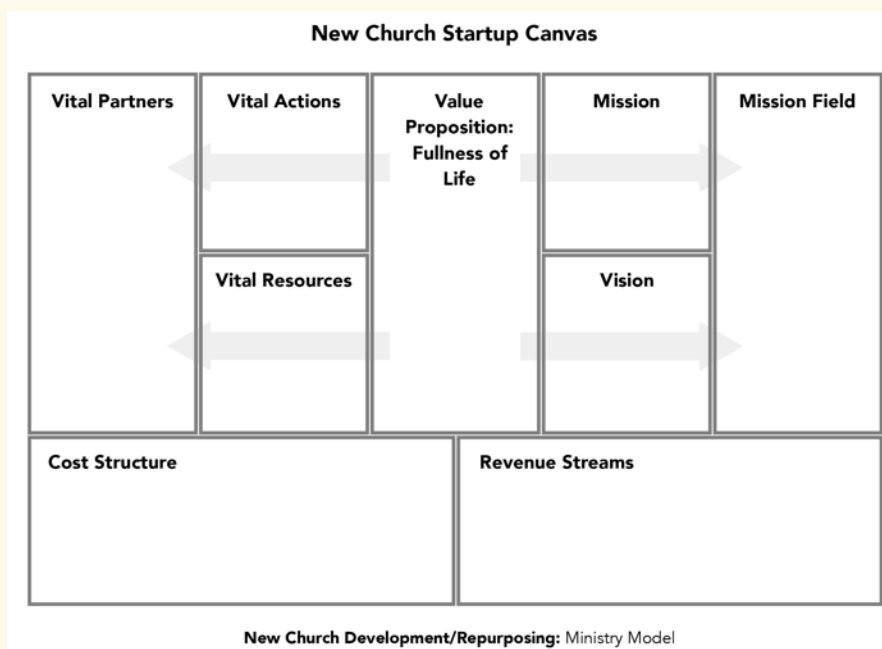 New Church Startup Canvas
Vital Partners
Vital Actions
Value
Proposition:
Fullness of
Life
Mission
Mission Field
Vital Resources
Vision
Cost Structure
Revenue Streams
New Church Development/Repurposing: Ministry Model